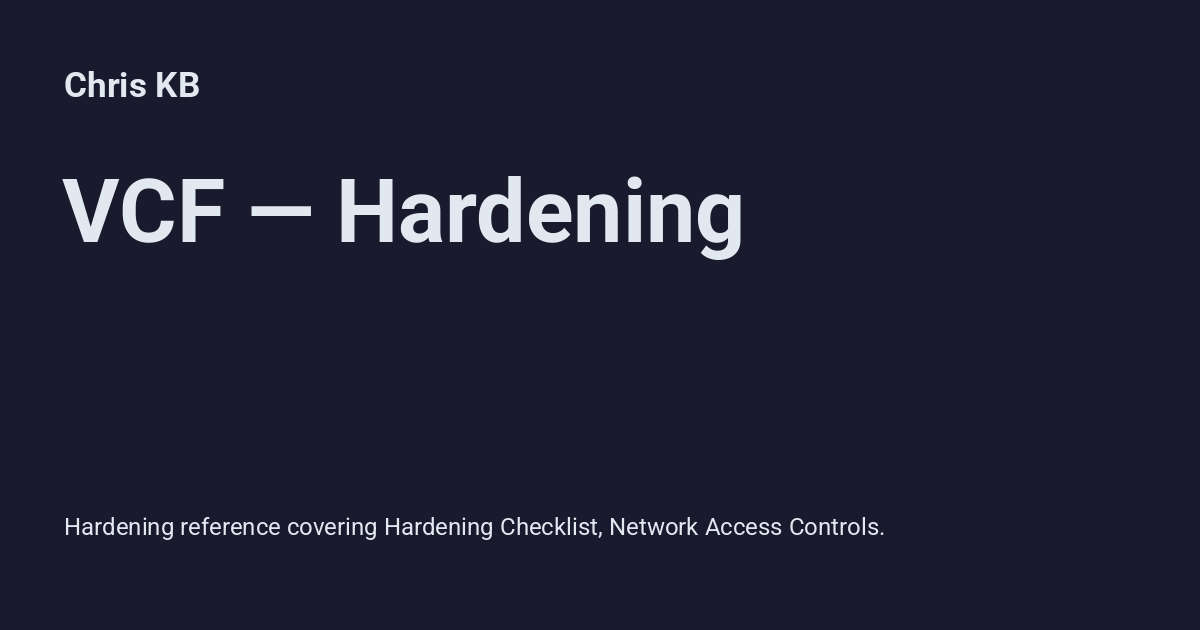 Chris KB
VCF — Hardening
Hardening reference covering Hardening Checklist, Network Access Controls.